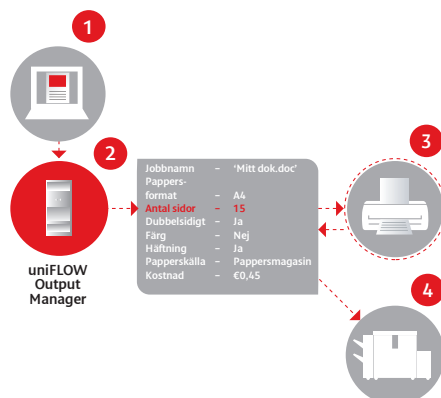 1
2
3
Jobbnamn – ‘Mitt dok.doc’
Pappers-
format – A4
Antal sidor – 15
Dubbelsidigt – Ja
Färg – Nej
Häftning – Ja
Papperskälla – Pappersmagasin
Kostnad – €0,45
uniFLOW
Output
Manager
4